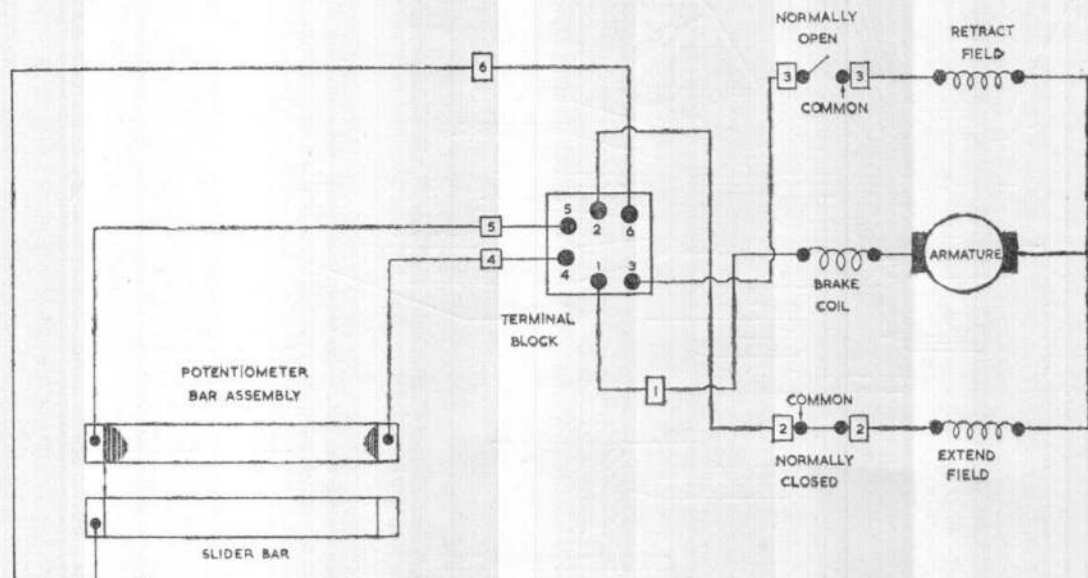 NORMALLY
OPEN
RETRACT
FIELD
6
3
3
COMMON
5
5
2
6
4
4
1
3
ARMATURE
BRAKE
COIL
TERMINAL
BLOCK
POTENTIOMETER
BAR ASSEMBLY
1
COMMON
2
2
NORMALLY
CLOSED
EXTEND
FIELD
SLIDER BAR